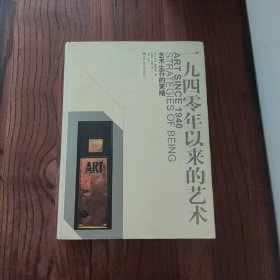 一九四零年以来的艺术
ART SINCE 1940
STRATEGIES OF BEING
艺术生存的策略
ART